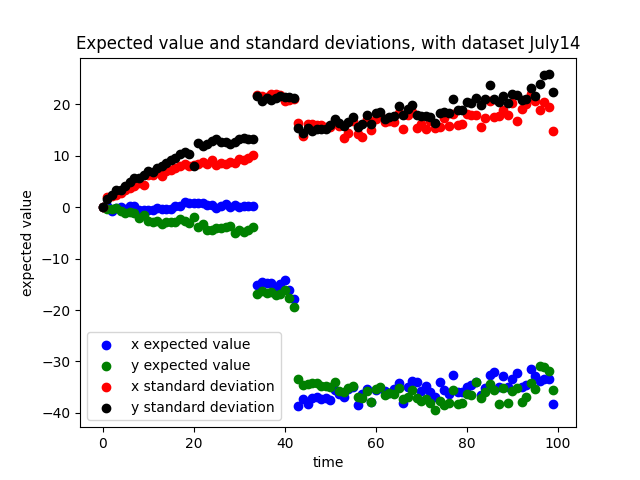 Expected value and standard deviations, with dataset July14
expected value
20
10
0
−10
−20
−30
−40
x expected value
y expected value
x standard deviation
y standard deviation
0 20 40 60 80 100
time